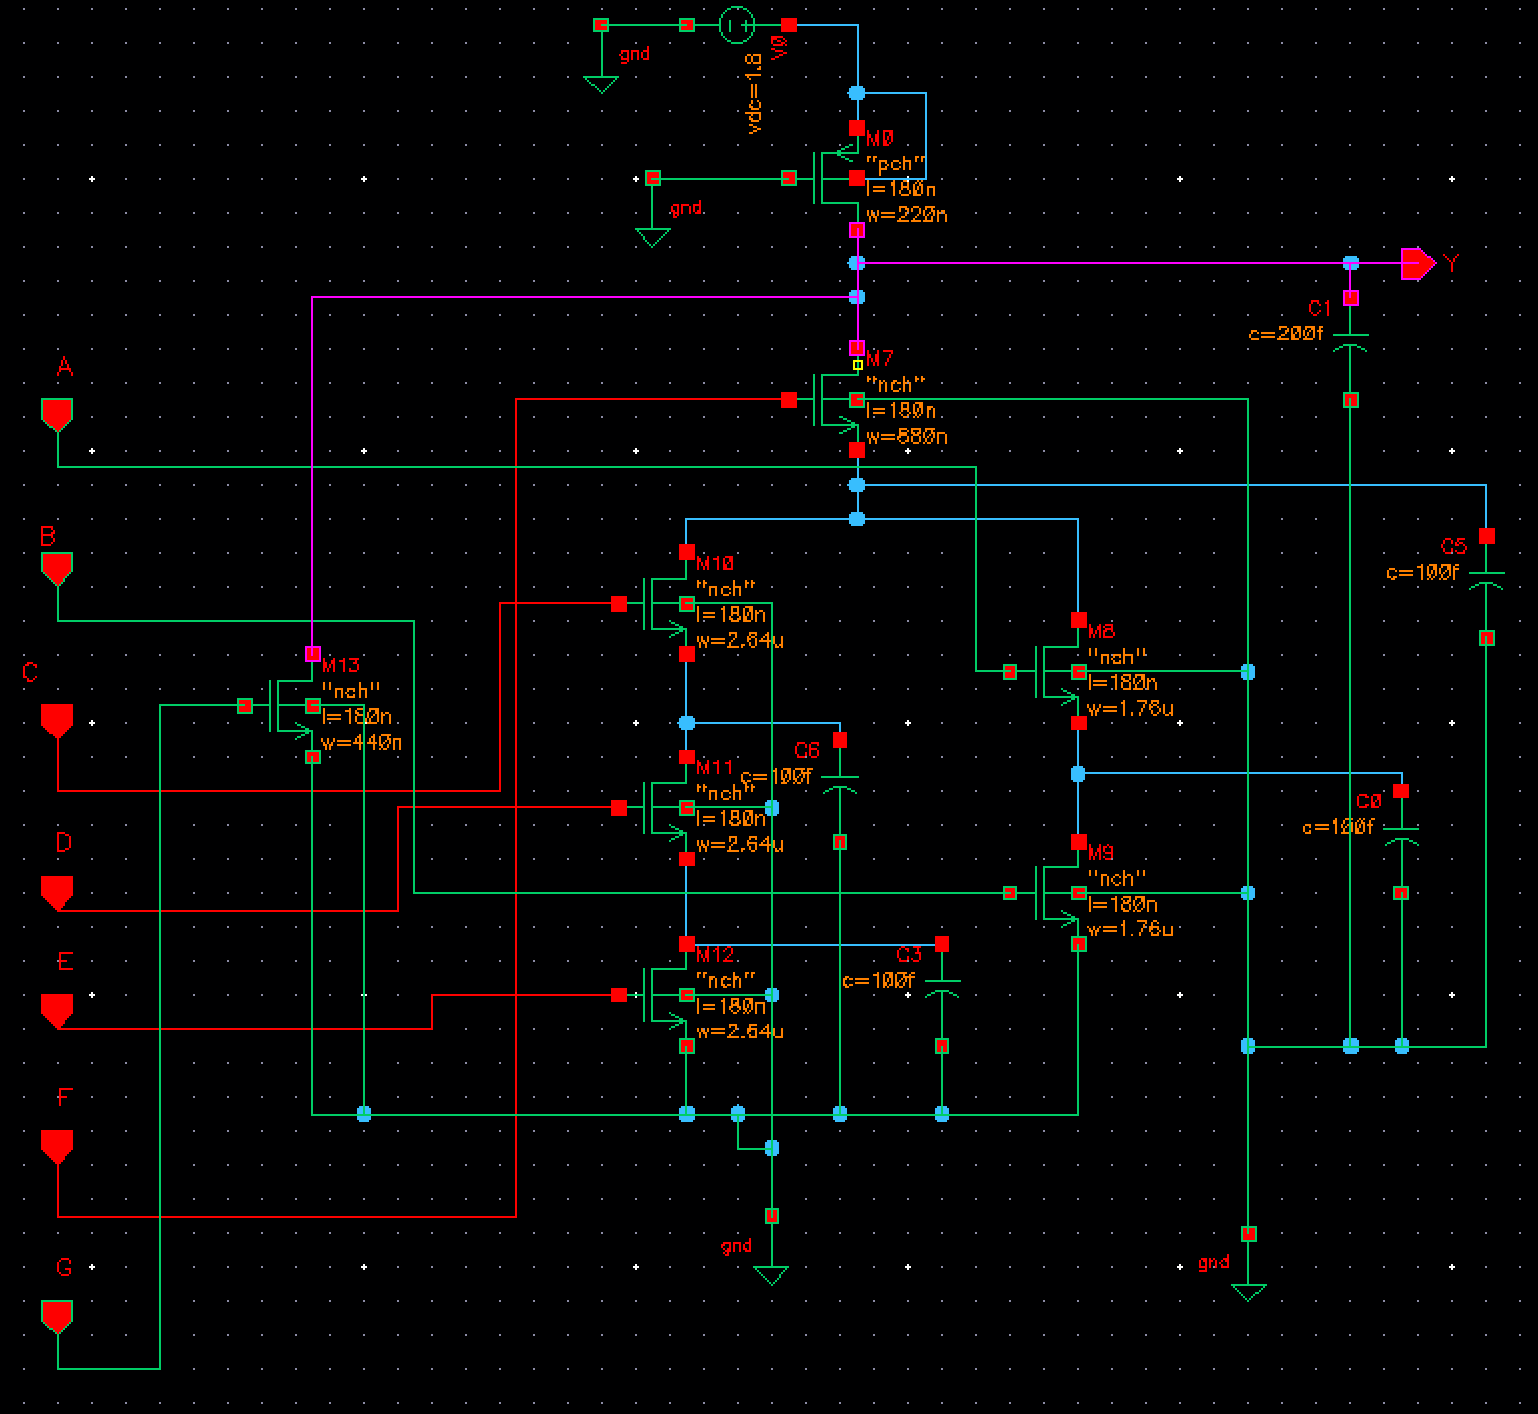 gnd
V0
vdc=1.8
M0
"pch"
l=180n
w=220n
gnd
Y
C1
c=200f
M7
"nch"
l=180n
w=880n
A
B
C5
c=100f
M10
"nch"
l=180n
w=2.64u
M8
"nch"
l=180n
w=1.76u
C
M13
"nch"
l=180n
w=440n
C6
c=100f
M11
"nch"
l=180n
w=2.64u
C0
c=100f
D
M9
"nch"
l=180n
w=1.76u
E
M12
"nch"
l=180n
w=2.64u
C3
c=100f
F
gnd
gnd
G